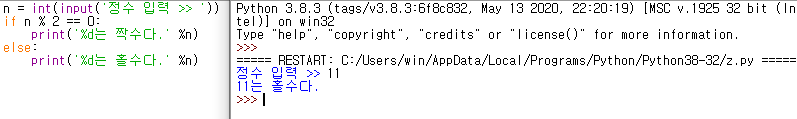 n = int(input('정수 입력 >> '))
if n % 2 == 0:
    print('%d는 짝수다.' %n)
else:
    print('%d는 홀수다.' %n)
Python 3.8.3 (tags/v3.8.3:6f8c832, May 13 2020, 22:20:19) [MSC v.1925 32 bit (In
tel)] on win32
Type "help", "copyright", "credits" or "license()" for more information.
>>>
===== RESTART: C:/Users/win/AppData/Local/Programs/Python/Python38-32/z.py =====
정수 입력 >> 11
11는 홀수다.
>>>